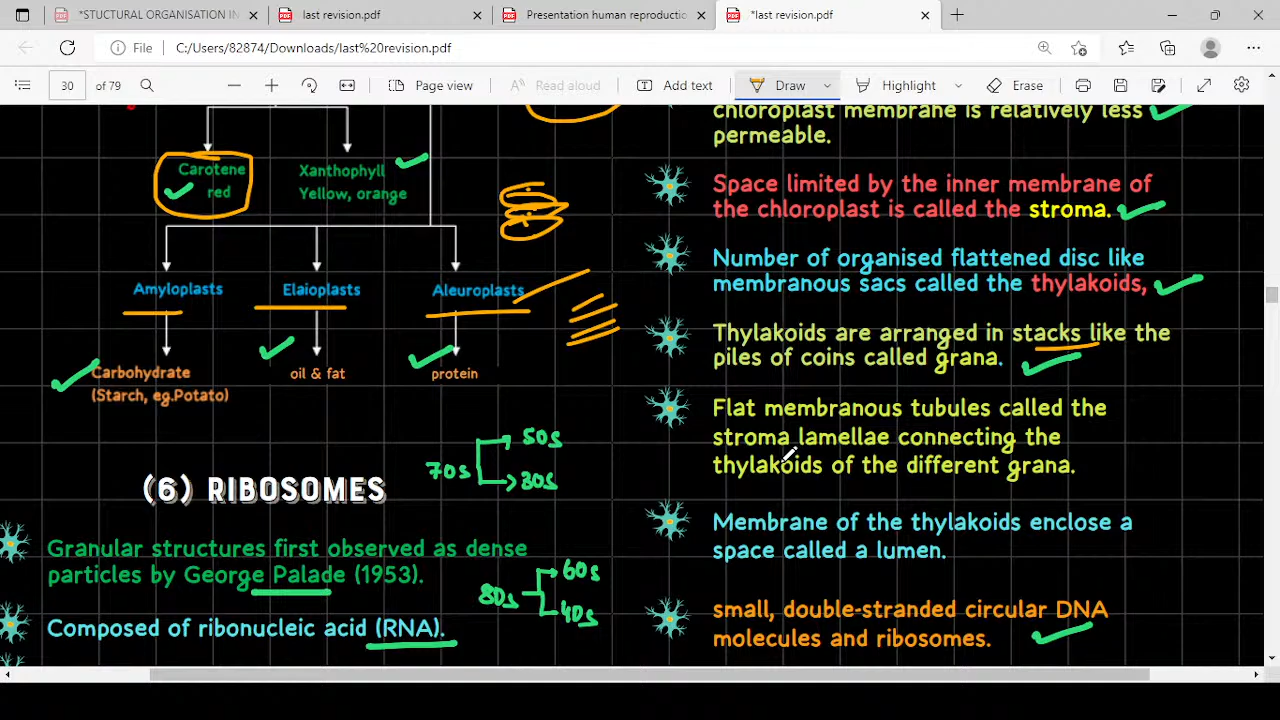 *STUCTURAL ORGANISATION IN
last revision.pdf
Presentation human reproductio
*last revision.pdf
File
C:/Users/82874/Downloads/last%20revision.pdf
30
of 79
Page view
Read aloud
Add text
Draw
Highlight
Erase
Carotene
red
Xanthophyll
Yellow, orange
Amyloplasts
Elaioplasts
Aleuroplasts
Carbohydrate
(Starch, eg.Potato)
oil & fat
protein
70s
50s
30s
(6) RIBOSOMES
Granular structures first observed as dense
particles by George Palade (1953).
80s
60s
40s
Composed of ribonucleic acid (RNA).
chloroplast membrane is relatively less
permeable.
Space limited by the inner membrane of
the chloroplast is called the stroma.
Number of organised flattened disc like
membranous sacs called the thylakoids,
Thylakoids are arranged in stacks like the
piles of coins called grana.
Flat membranous tubules called the
stroma lamellae connecting the
thylakoids of the different grana.
Membrane of the thylakoids enclose a
space called a lumen.
small, double-stranded circular DNA
molecules and ribosomes.